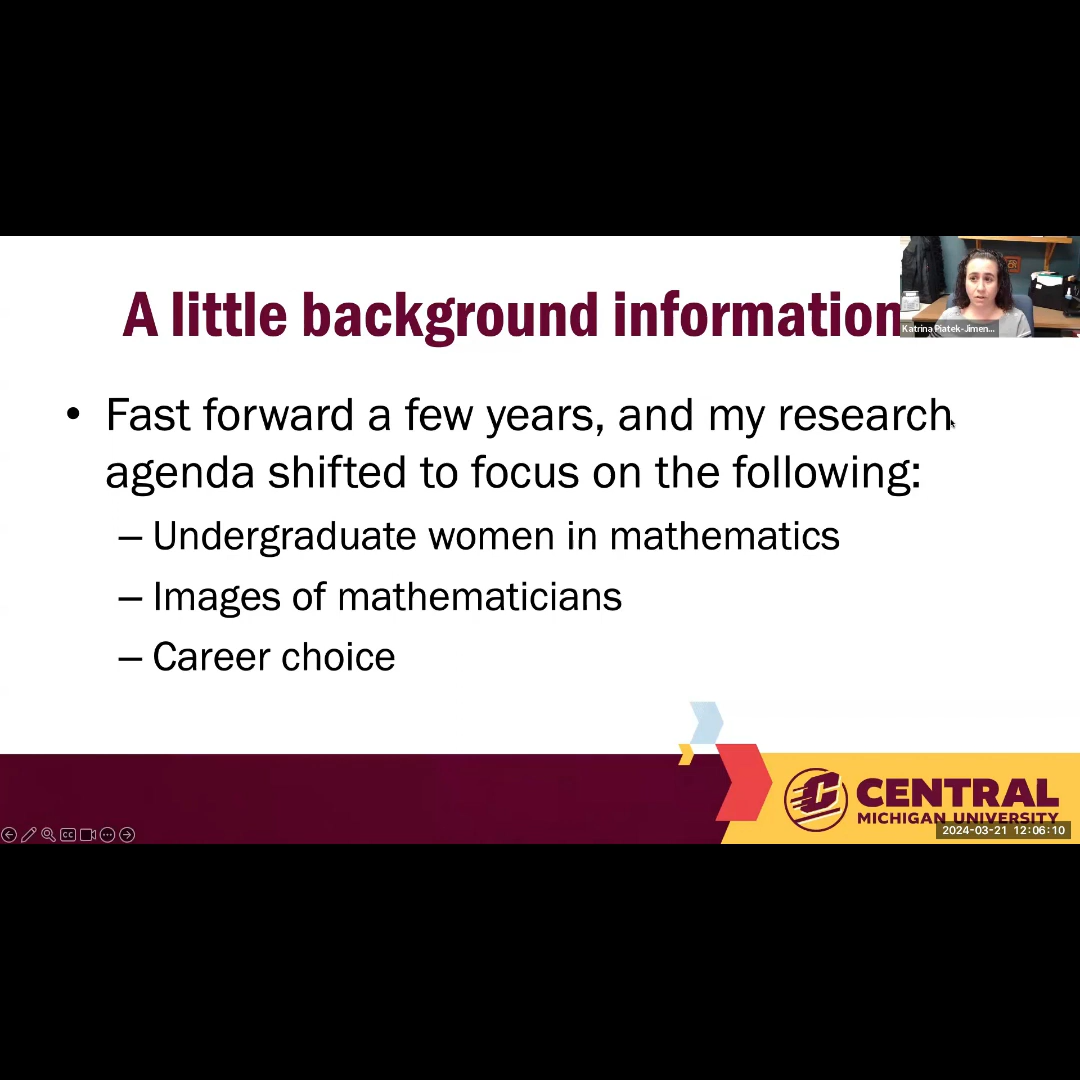 A little background information
Katrina Piatek-Jimen...
• Fast forward a few years, and my research
agenda shifted to focus on the following:
– Undergraduate women in mathematics
– Images of mathematicians
– Career choice
CC
C
CENTRAL
MICHIGAN UNIVERSITY
2024-03-21 12:06:10